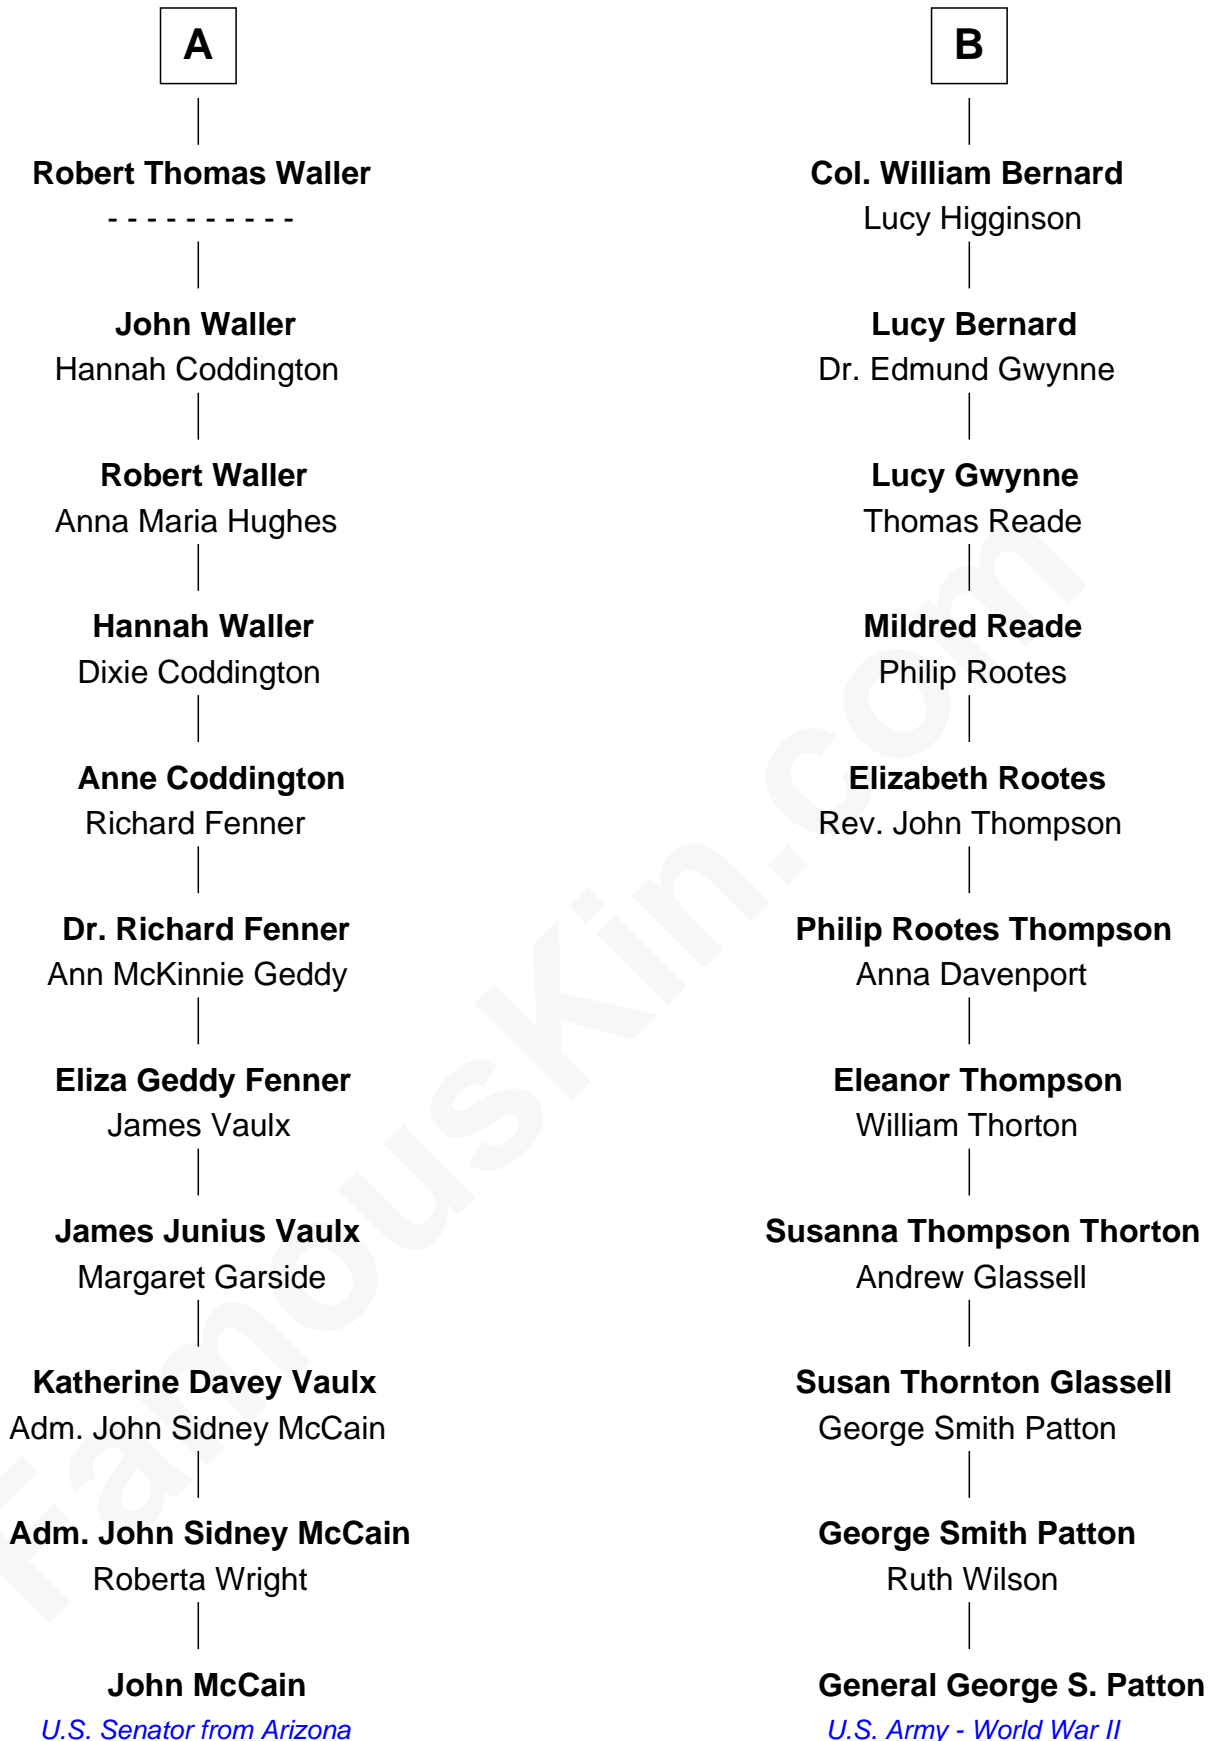 A
Robert Thomas Waller
- - - - - - - - - -
John Waller
Hannah Coddington
Robert Waller
Anna Maria Hughes
Hannah Waller
Dixie Coddington
Anne Coddington
Richard Fenner
Dr. Richard Fenner
Ann McKinnie Geddy
Eliza Geddy Fenner
James Vaulx
James Junius Vaulx
Margaret Garside
Katherine Davey Vaulx
Adm. John Sidney McCain
Adm. John Sidney McCain
Roberta Wright
John McCain
U.S. Senator from Arizona
B
Col. William Bernard
Lucy Higginson
Lucy Bernard
Dr. Edmund Gwynne
Lucy Gwynne
Thomas Reade
Mildred Reade
Philip Rootes
Elizabeth Rootes
Rev. John Thompson
Philip Rootes Thompson
Anna Davenport
Eleanor Thompson
William Thorton
Susanna Thompson Thorton
Andrew Glassell
Susan Thornton Glassell
George Smith Patton
George Smith Patton
Ruth Wilson
General George S. Patton
U.S. Army - World War II
FamousKin.com